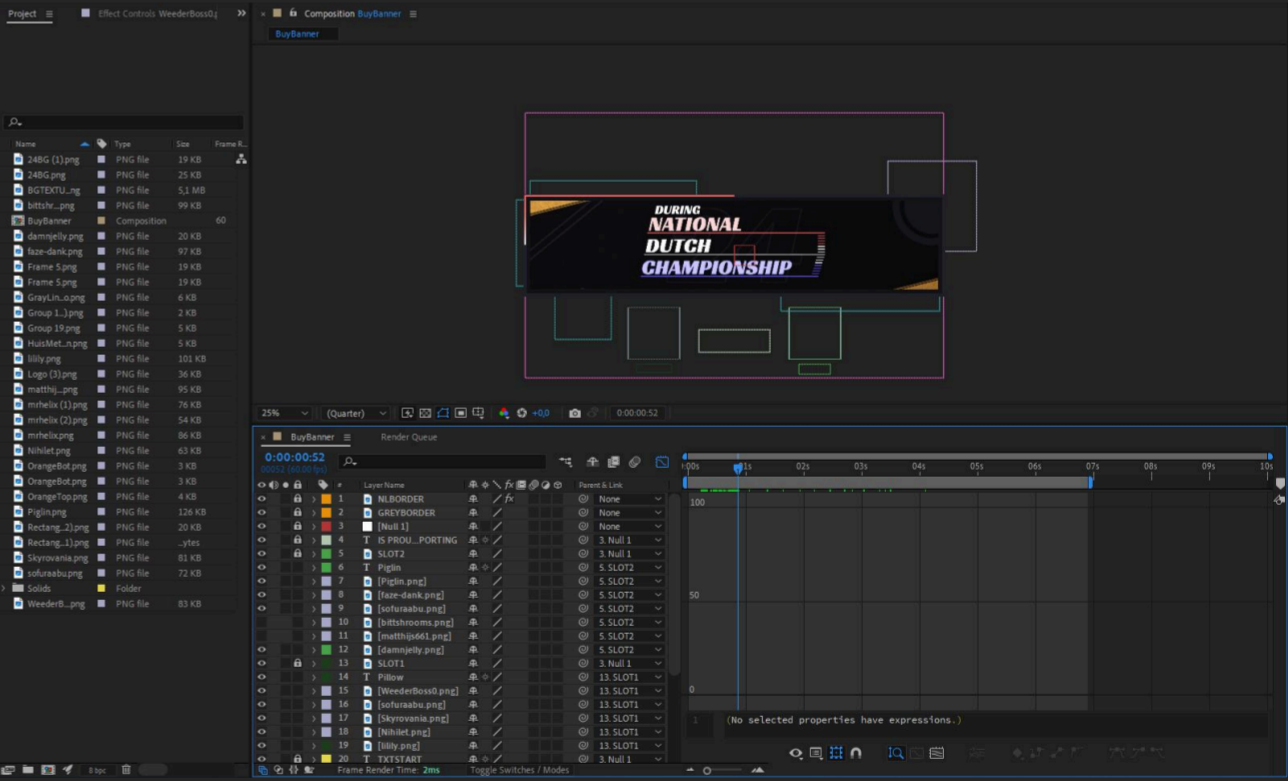 Project
Effect Controls WeederBoss0.p
Composition BuyBanner
BuyBanner
Name Type Size Frame R...
24BG (1).png PNG file 19 KB
24BG.png PNG file 25 KB
BGTEXTU...ng PNG file 5,1 MB
bittshr...png PNG file 99 KB
BuyBanner Composition 60
damnjelly.png PNG file 20 KB
faze-dank.png PNG file 97 KB
Frame 5.png PNG file 19 KB
Frame 5.png PNG file 19 KB
GrayLin...o.png PNG file 6 KB
Group 1...).png PNG file 2 KB
Group 19.png PNG file 5 KB
HuisMet...n.png PNG file 5 KB
lilily.png PNG file 101 KB
Logo (3).png PNG file 36 KB
matthij...png PNG file 95 KB
mrhelix (1).png PNG file 76 KB
mrhelix (2).png PNG file 54 KB
mrhelix.png PNG file 86 KB
Nihilet.png PNG file 63 KB
OrangeBot.png PNG file 3 KB
OrangeBot.png PNG file 3 KB
OrangeTop.png PNG file 4 KB
Piglin.png PNG file 126 KB
Rectang...2).png PNG file 20 KB
Rectang...1).png PNG file ...ytes
Skyrovania.png PNG file 81 KB
sofuraabu.png PNG file 72 KB
Solids Folder
WeederB...png PNG file 83 KB
8 bpc
DURING
NATIONAL
DUTCH
CHAMPIONSHIP
25% (Quarter) +0,0 0:00:00:52
BuyBanner Render Queue
0:00:00:52
00052 (60.00 fps)
# Layer Name Parent & Link
1 NLBORDER None
2 GREYBORDER None
3 [Null 1] None
4 T IS PROU...PORTING 3. Null 1
5 SLOT2 3. Null 1
6 T Piglin 5. SLOT2
7 [Piglin.png] 5. SLOT2
8 [faze-dank.png] 5. SLOT2
9 [sofuraabu.png] 5. SLOT2
10 [bittshrooms.png] 5. SLOT2
11 [matthijs661.png] 5. SLOT2
12 [damnjelly.png] 5. SLOT2
13 SLOT1 3. Null 1
14 T Pillow 13. SLOT1
15 [WeederBoss0.png] 13. SLOT1
16 [sofuraabu.png] 13. SLOT1
17 [Skyrovania.png] 13. SLOT1
18 [Nihilet.png] 13. SLOT1
19 [lilily.png] 13. SLOT1
20 T TXTSTART 3. Null 1
Frame Render Time: 2ms Toggle Switches / Modes
:00s 01s 02s 03s 04s 05s 06s 07s 08s 09s 10s
100
50
0
1 (No selected properties have expressions.)